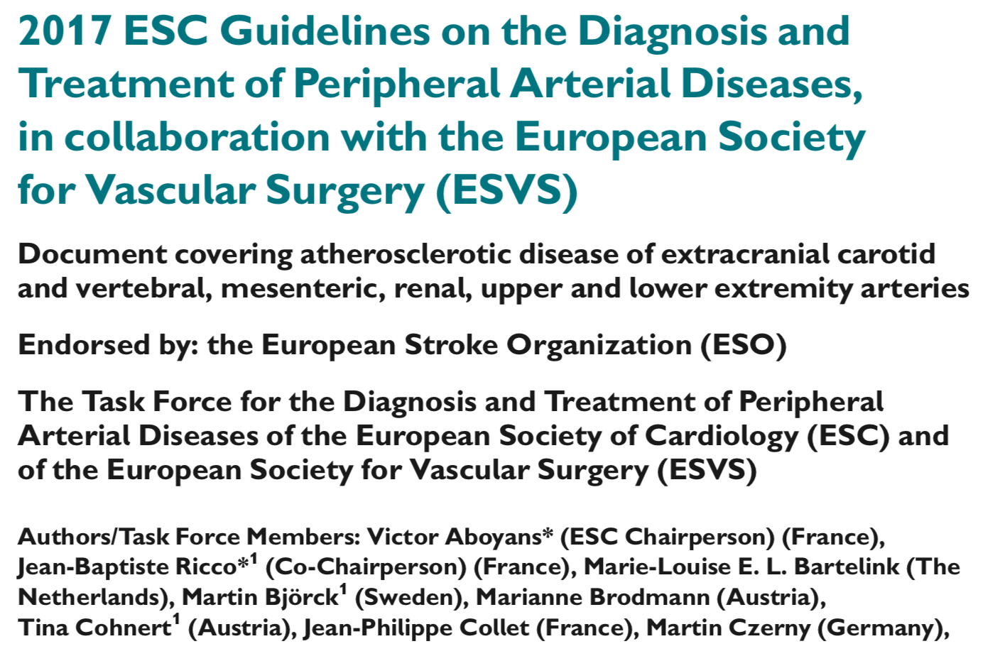 2017 ESC Guidelines on the Diagnosis and
Treatment of Peripheral Arterial Diseases,
in collaboration with the European Society
for Vascular Surgery (ESVS)
Document covering atherosclerotic disease of extracranial carotid
and vertebral, mesenteric, renal, upper and lower extremity arteries
Endorsed by: the European Stroke Organization (ESO)
The Task Force for the Diagnosis and Treatment of Peripheral
Arterial Diseases of the European Society of Cardiology (ESC) and
of the European Society for Vascular Surgery (ESVS)
Authors/Task Force Members: Victor Aboyans* (ESC Chairperson) (France),
Jean-Baptiste Ricco*¹ (Co-Chairperson) (France), Marie-Louise E. L. Bartelink (The
Netherlands), Martin Björck¹ (Sweden), Marianne Brodmann (Austria),
Tina Cohnert¹ (Austria), Jean-Philippe Collet (France), Martin Czerny (Germany),